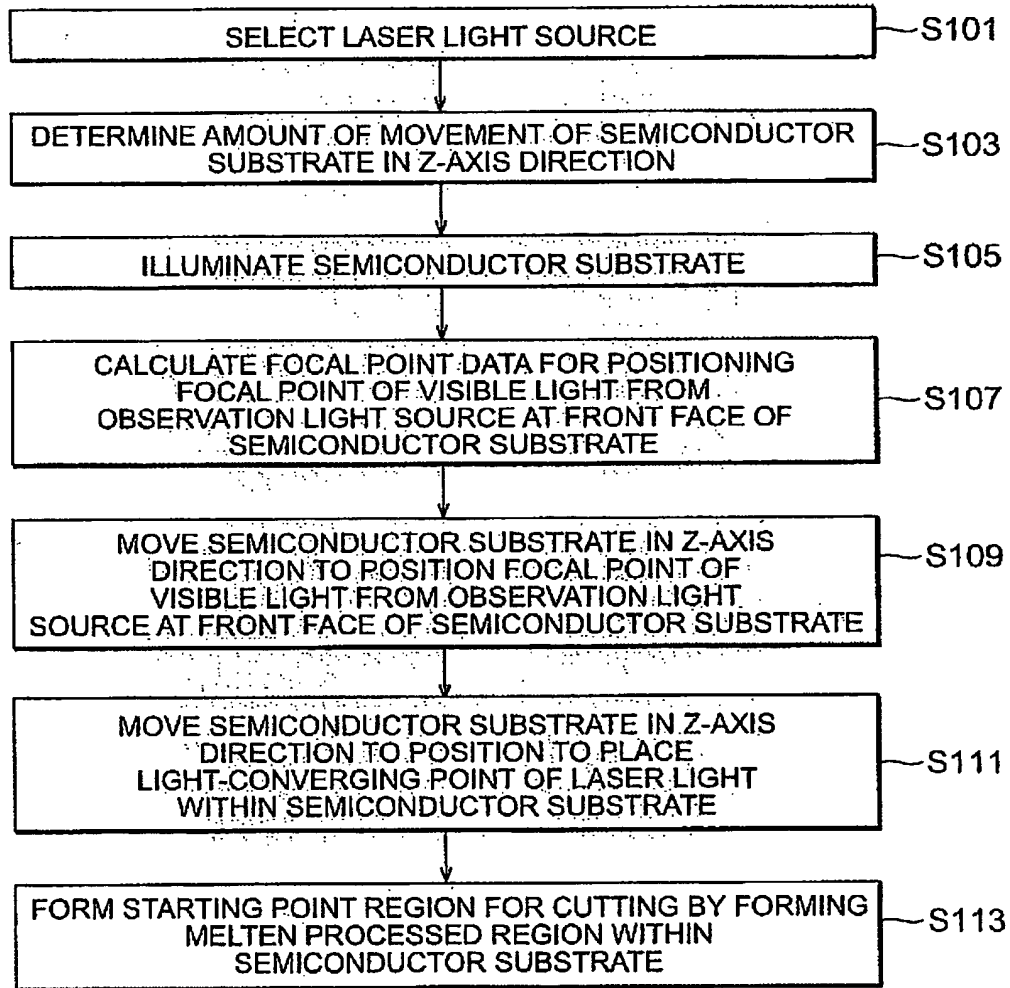 SELECT LASER LIGHT SOURCE
S101
DETERMINE AMOUNT OF MOVEMENT OF SEMICONDUCTOR
SUBSTRATE IN Z-AXIS DIRECTION
S103
ILLUMINATE SEMICONDUCTOR SUBSTRATE
S105
CALCULATE FOCAL POINT DATA FOR POSITIONING
FOCAL POINT OF VISIBLE LIGHT FROM
OBSERVATION LIGHT SOURCE AT FRONT FACE OF
SEMICONDUCTOR SUBSTRATE
S107
MOVE SEMICONDUCTOR SUBSTRATE IN Z-AXIS
DIRECTION TO POSITION FOCAL POINT OF
VISIBLE LIGHT FROM OBSERVATION LIGHT
SOURCE AT FRONT FACE OF SEMICONDUCTOR SUBSTRATE
S109
MOVE SEMICONDUCTOR SUBSTRATE IN Z-AXIS
DIRECTION TO POSITION TO PLACE
LIGHT-CONVERGING POINT OF LASER LIGHT
WITHIN SEMICONDUCTOR SUBSTRATE
S111
FORM STARTING POINT REGION FOR CUTTING BY FORMING
MELTEN PROCESSED REGION WITHIN
SEMICONDUCTOR SUBSTRATE
S113